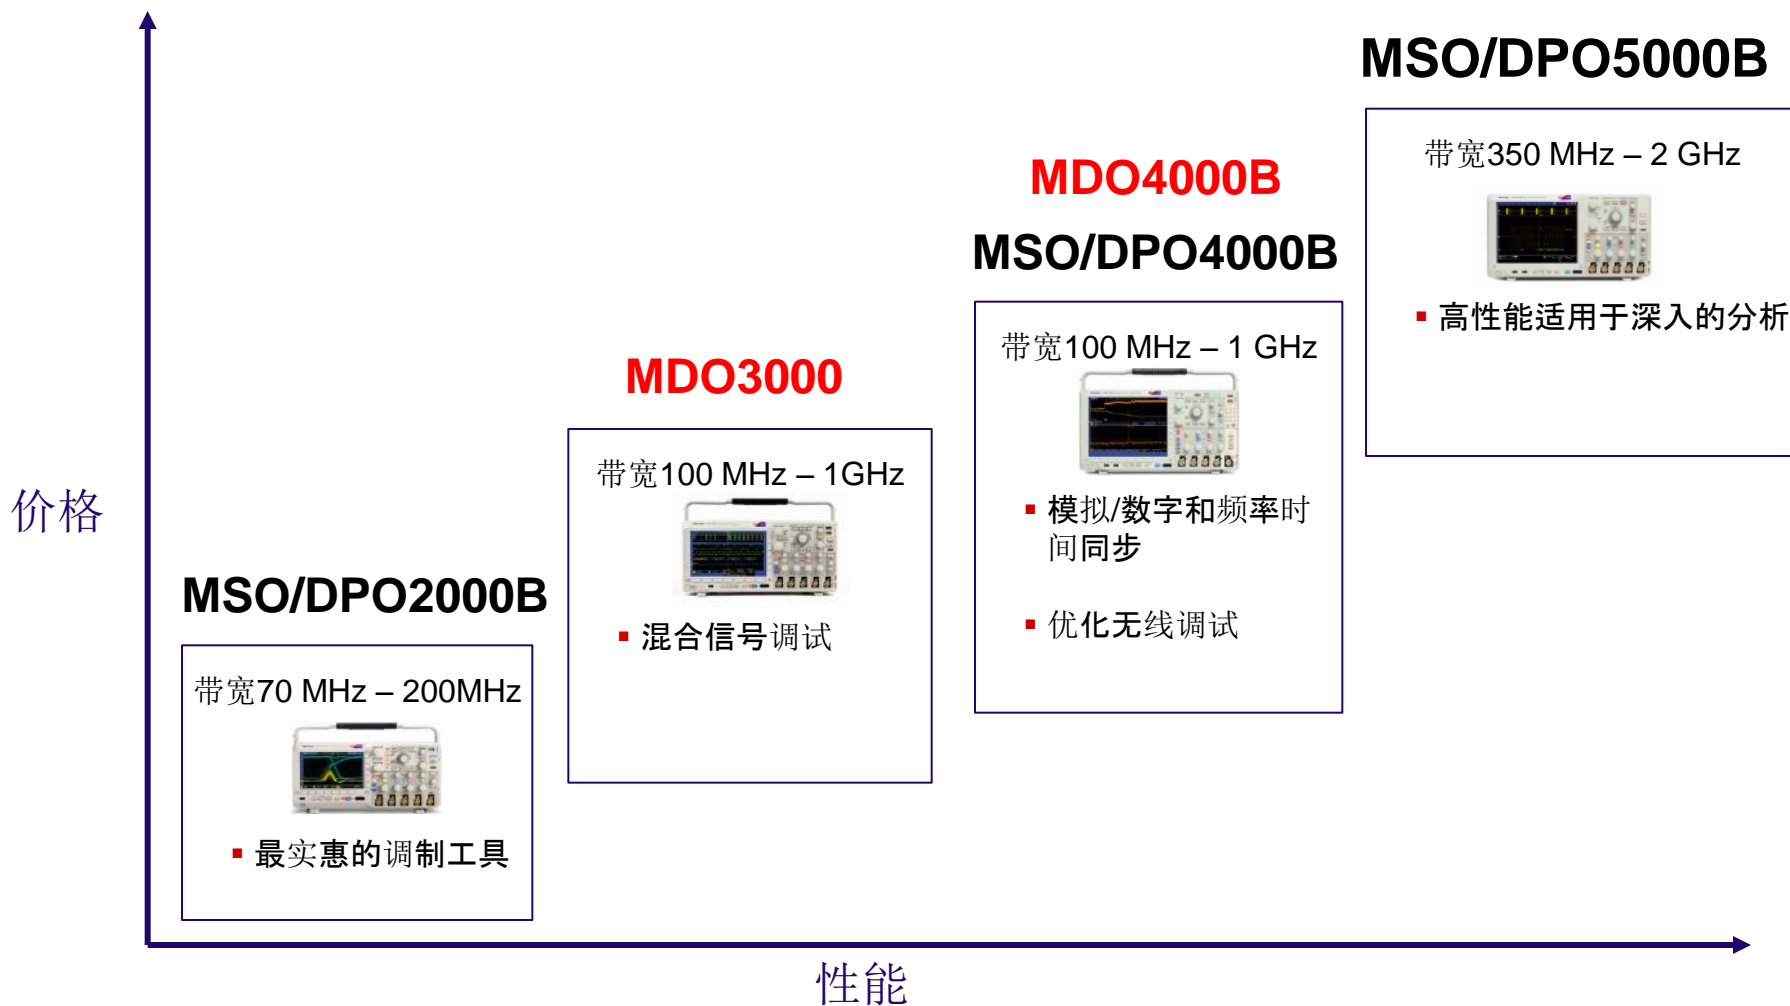 MSO/DPO5000B
带宽350 MHz – 2 GHz
▪ 高性能适用于深入的分析
MDO4000B
MSO/DPO4000B
带宽100 MHz – 1 GHz
▪ 模拟/数字和频率时
间同步
▪ 优化无线调试
MDO3000
带宽100 MHz – 1GHz
▪ 混合信号调试
价格
MSO/DPO2000B
带宽70 MHz – 200MHz
▪ 最实惠的调制工具
性能